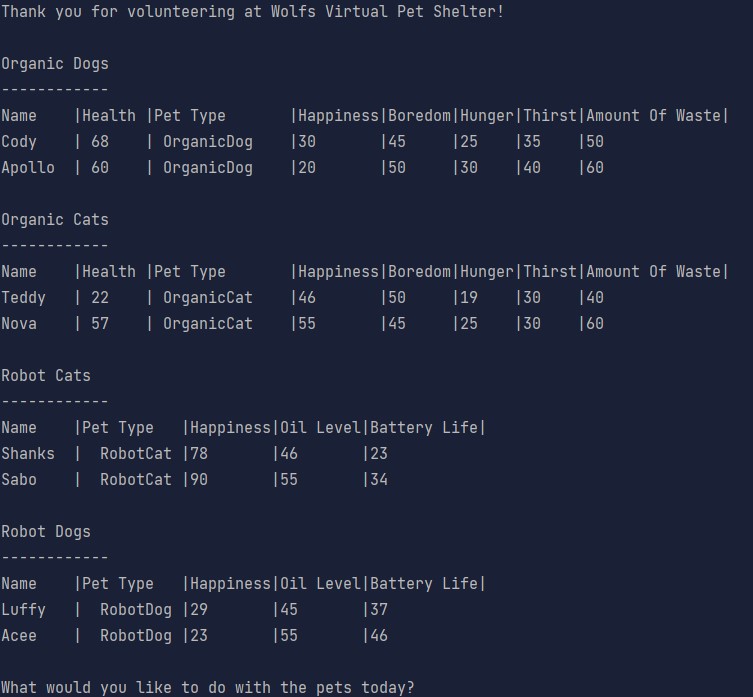 Thank you for volunteering at Wolfs Virtual Pet Shelter!

Organic Dogs
------------
Name    |Health |Pet Type       |Happiness|Boredom|Hunger|Thirst|Amount Of Waste|
Cody    | 68    | OrganicDog    |30       |45     |25    |35    |50
Apollo  | 60    | OrganicDog    |20       |50     |30    |40    |60

Organic Cats
------------
Name    |Health |Pet Type       |Happiness|Boredom|Hunger|Thirst|Amount Of Waste|
Teddy   | 22    | OrganicCat    |46       |50     |19    |30    |40
Nova    | 57    | OrganicCat    |55       |45     |25    |30    |60

Robot Cats
------------
Name    |Pet Type   |Happiness|Oil Level|Battery Life|
Shanks  |  RobotCat |78       |46       |23
Sabo    |  RobotCat |90       |55       |34

Robot Dogs
------------
Name    |Pet Type   |Happiness|Oil Level|Battery Life|
Luffy   |  RobotDog |29       |45       |37
Acee    |  RobotDog |23       |55       |46

What would you like to do with the pets today?